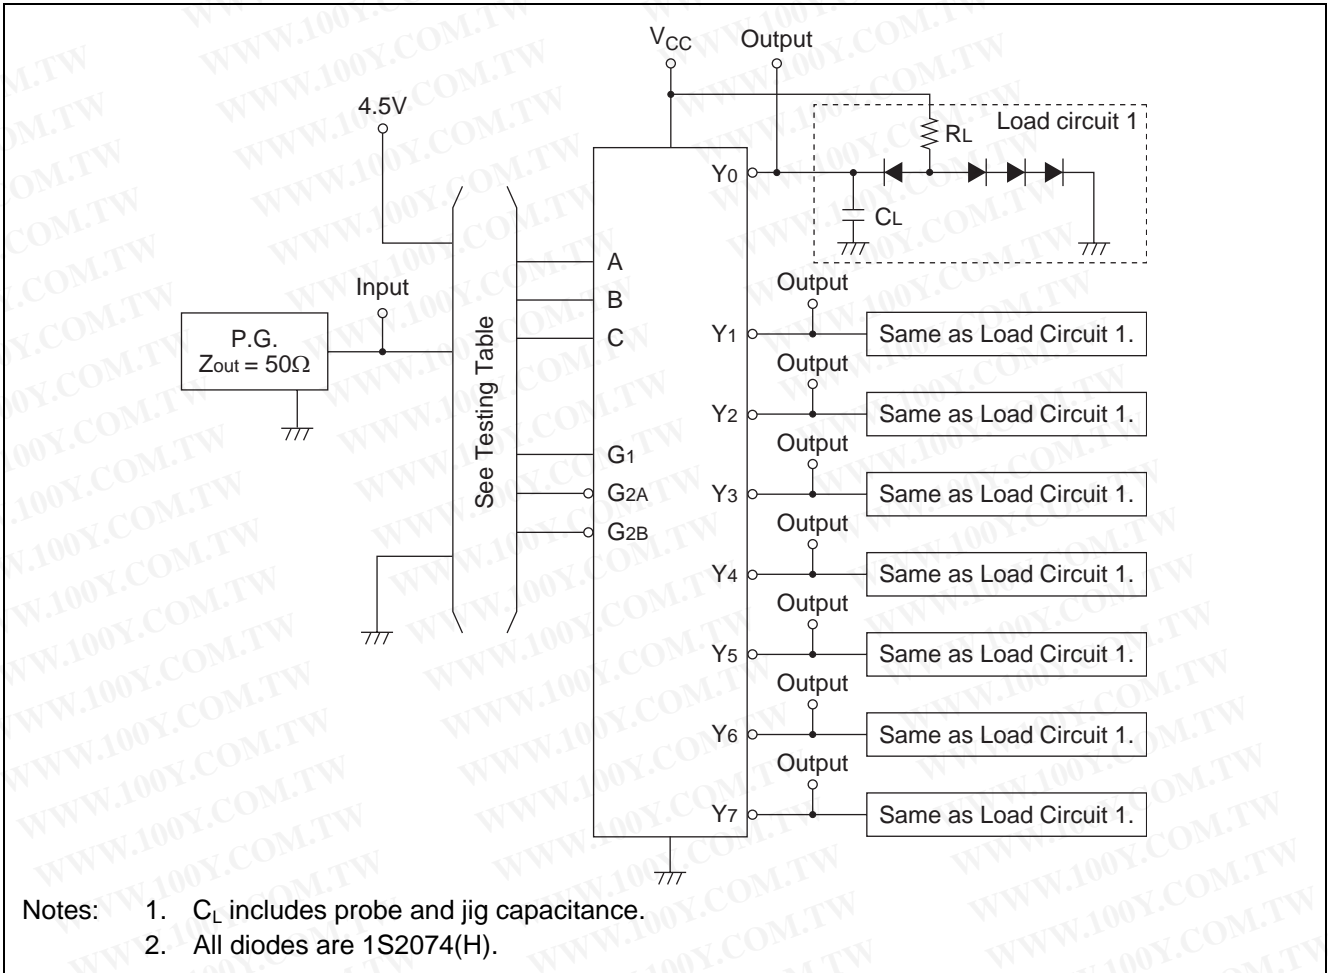 VCC
Output
4.5V
Load circuit 1
RL
Y0
CL
A
B
C
Input
P.G.
Zout = 50Ω
See Testing Table
G1
G2A
G2B
Output
Y1
Same as Load Circuit 1.
Output
Y2
Same as Load Circuit 1.
Output
Y3
Same as Load Circuit 1.
Output
Y4
Same as Load Circuit 1.
Output
Y5
Same as Load Circuit 1.
Output
Y6
Same as Load Circuit 1.
Output
Y7
Same as Load Circuit 1.
Notes: 1. CL includes probe and jig capacitance.
2. All diodes are 1S2074(H).
WWW.100Y.COM.TW